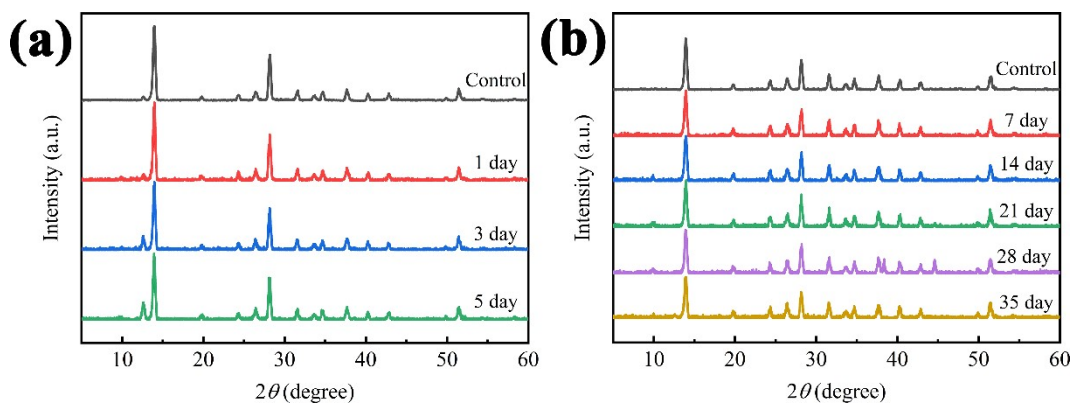 (a)
Control
1 day
3 day
5 day
Intensity (a.u.)
10 20 30 40 50 60
2θ (degree)
(b)
Control
7 day
14 day
21 day
28 day
35 day
Intensity (a.u.)
10 20 30 40 50 60
2θ (degree)